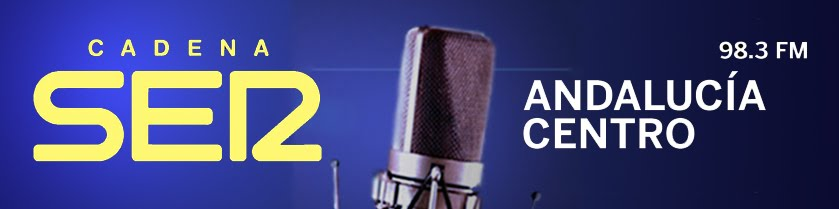 CADENA
SER
98.3 FM
ANDALUCÍA
CENTRO